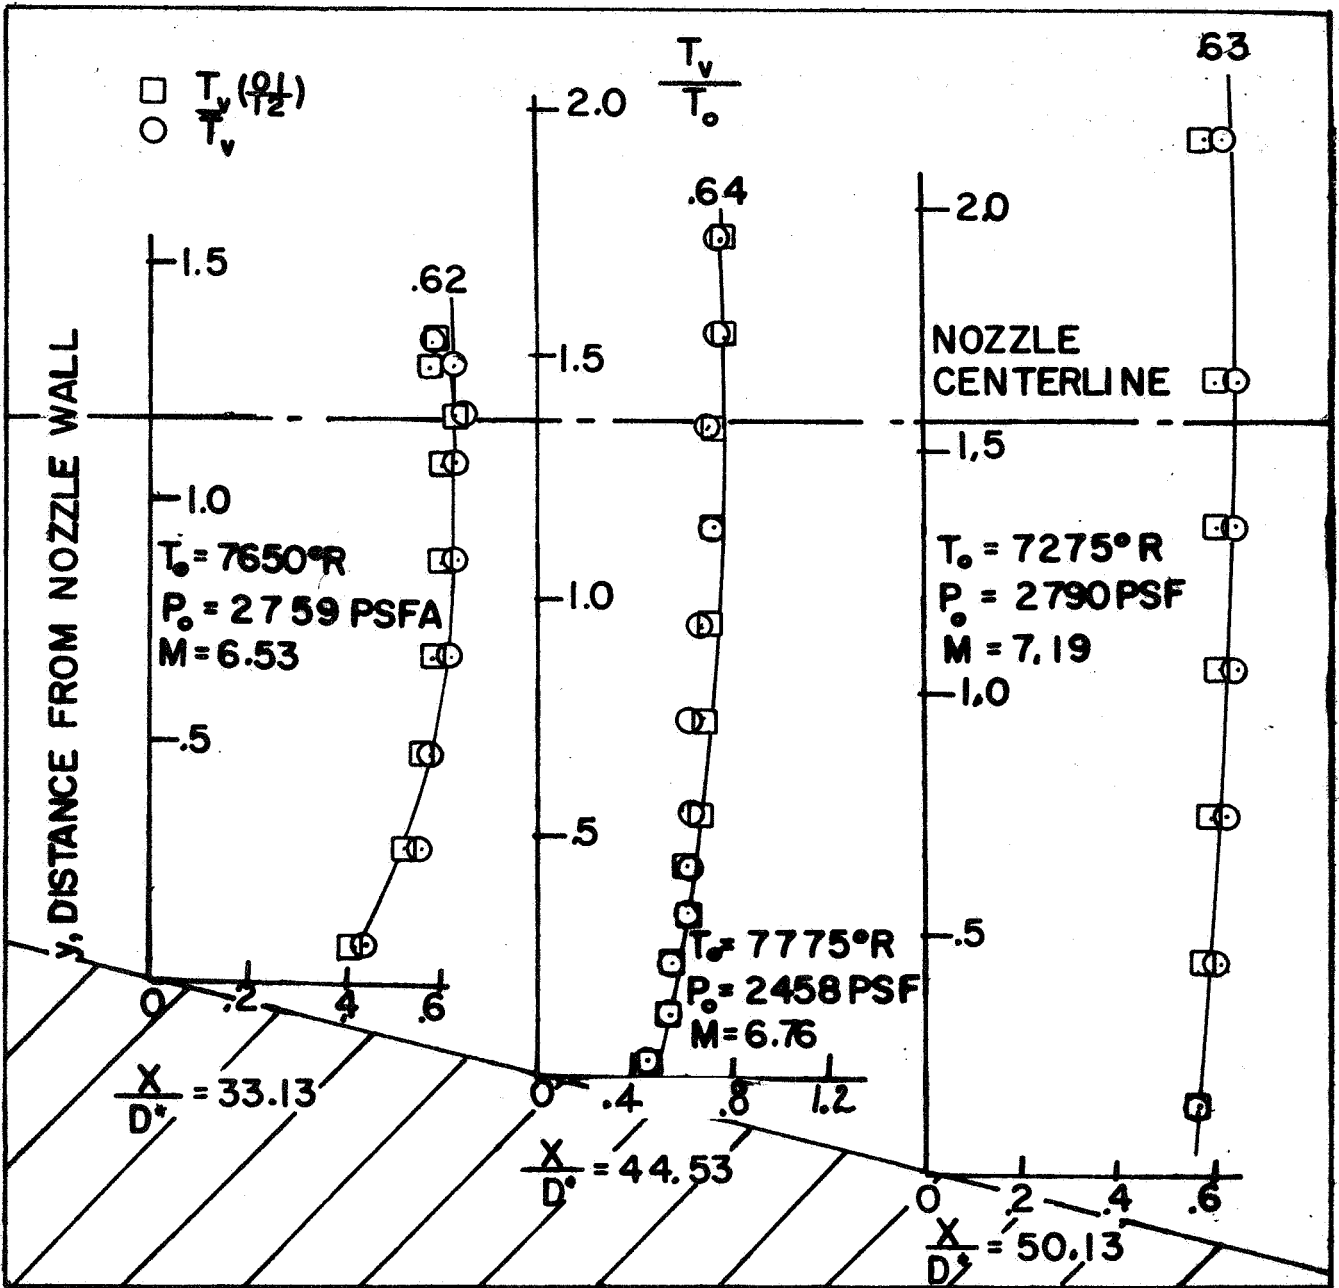 □ T_v (01/12)
○ T̅_v
T_v
T_o
y, DISTANCE FROM NOZZLE WALL
1.5
1.0
.5
.62
T_o = 7650°R
P_o = 2759 PSFA
M = 6.53
0 .2 .4 .6
X/D* = 33.13
2.0
1.5
1.0
.5
.64
T_o = 7775°R
P_o = 2458 PSF
M = 6.76
0 .4 .8 1.2
X/D* = 44.53
.63
2.0
NOZZLE
CENTERLINE
1,5
T_o = 7275°R
P_o = 2790 PSF
M = 7,19
1,0
.5
0 .2 .4 .6
X/D* = 50,13